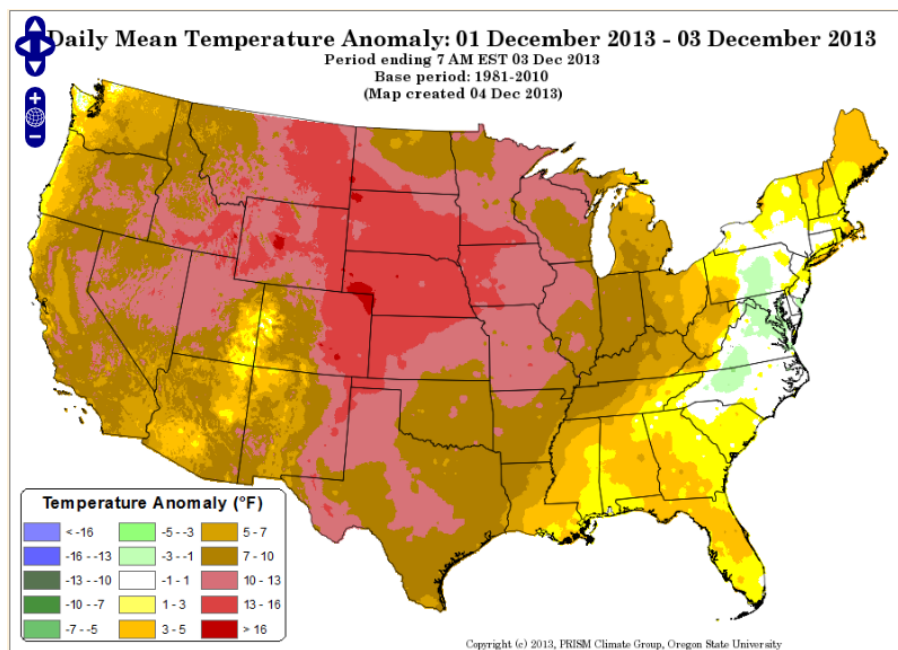 Daily Mean Temperature Anomaly: 01 December 2013 - 03 December 2013
Period ending 7 AM EST 03 Dec 2013
Base period: 1981-2010
(Map created 04 Dec 2013)
Temperature Anomaly (°F)
< -16
-16 - -13
-13 - -10
-10 - -7
-7 - -5
-5 - -3
-3 - -1
-1 - 1
1 - 3
3 - 5
5 - 7
7 - 10
10 - 13
13 - 16
> 16
Copyright (c) 2013, PRISM Climate Group, Oregon State University